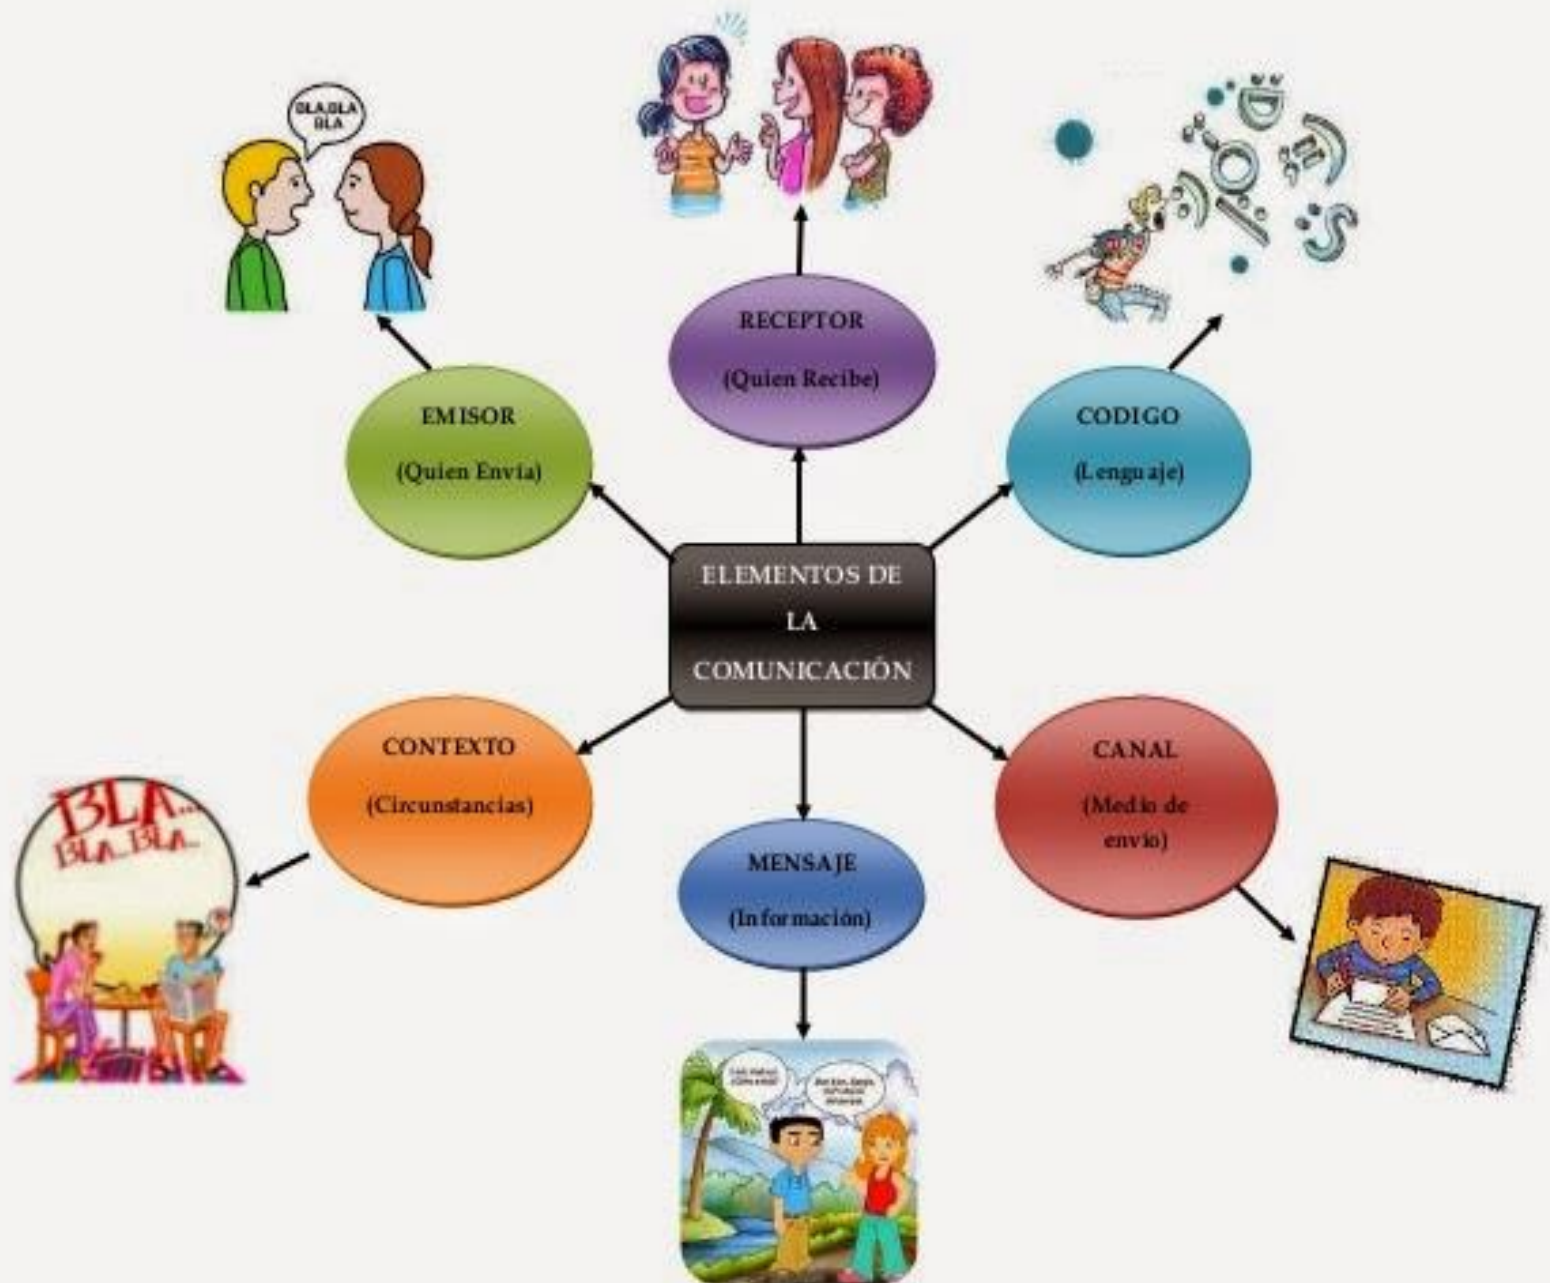 BLA,BLA
BLA
RECEPTOR
(Quien Recibe)
EMISOR
(Quien Envía)
CODIGO
(Lenguaje)
ELEMENTOS DE
LA
COMUNICACIÓN
CONTEXTO
(Circunstancias)
CANAL
(Medio de
envío)
BLA...
BLA..BLA..
MENSAJE
(Información)